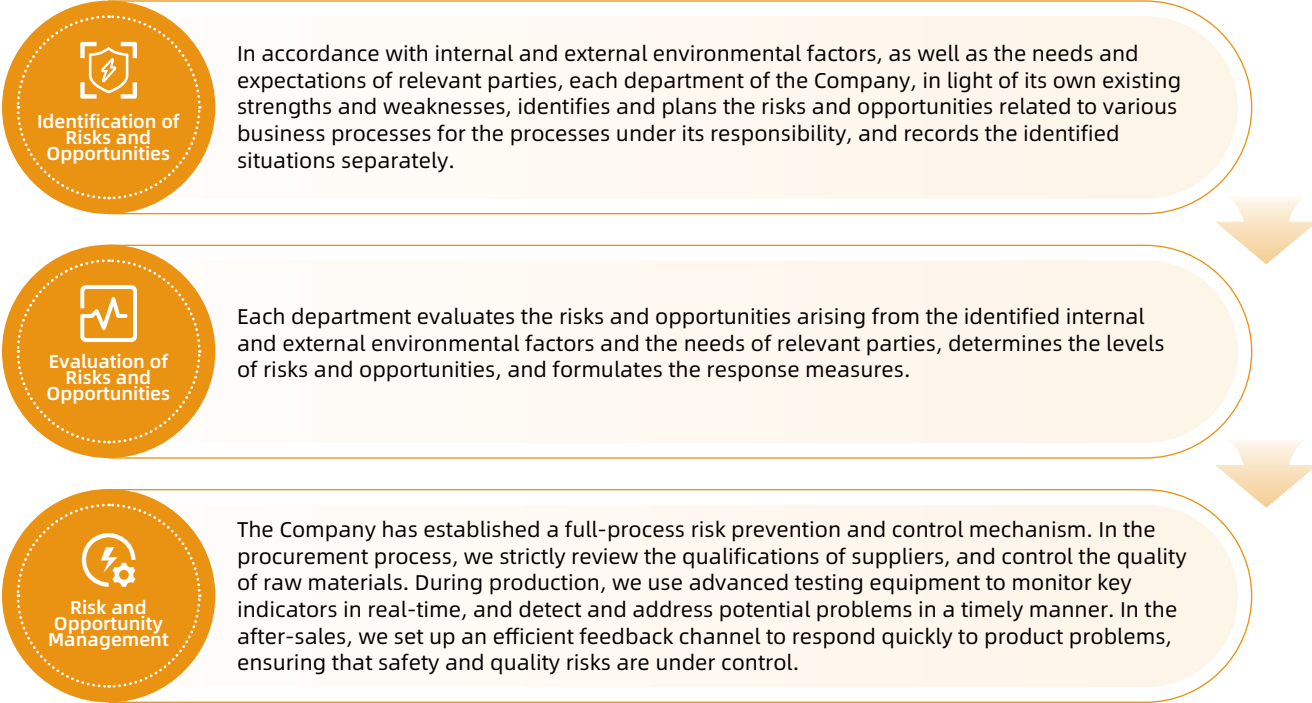 Identification of
Risks and
Opportunities
In accordance with internal and external environmental factors, as well as the needs and
expectations of relevant parties, each department of the Company, in light of its own existing
strengths and weaknesses, identifies and plans the risks and opportunities related to various
business processes for the processes under its responsibility, and records the identified
situations separately.
Evaluation of
Risks and
Opportunities
Each department evaluates the risks and opportunities arising from the identified internal
and external environmental factors and the needs of relevant parties, determines the levels
of risks and opportunities, and formulates the response measures.
Risk and
Opportunity
Management
The Company has established a full-process risk prevention and control mechanism. In the
procurement process, we strictly review the qualifications of suppliers, and control the quality
of raw materials. During production, we use advanced testing equipment to monitor key
indicators in real-time, and detect and address potential problems in a timely manner. In the
after-sales, we set up an efficient feedback channel to respond quickly to product problems,
ensuring that safety and quality risks are under control.